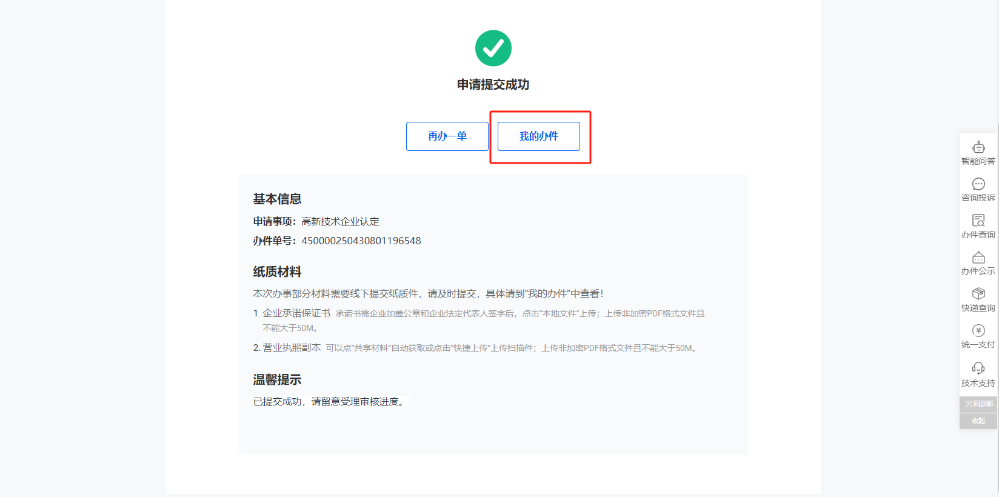 申请提交成功
再办一单
我的办件
基本信息
申请事项：高新技术企业认定
办件单号：450000250430801196548
纸质材料
本次办事部分材料需要线下提交纸质件，请及时提交，具体请到“我的办件”中查看！
1. 企业承诺保证书 承诺书需企业加盖公章和企业法定代表人签字后，点击“本地文件“上传；上传非加密PDF格式文件且
不能大于50M。
2. 营业执照副本 可以点“共享材料”自动获取或点击”快捷上传“上传扫描件；上传非加密PDF格式文件且不能大于50M。
温馨提示
已提交成功，请留意受理审核进度。
智能问答
咨询投诉
办件查询
办件公示
快递查询
统一支付
技术支持
回顶部
收起